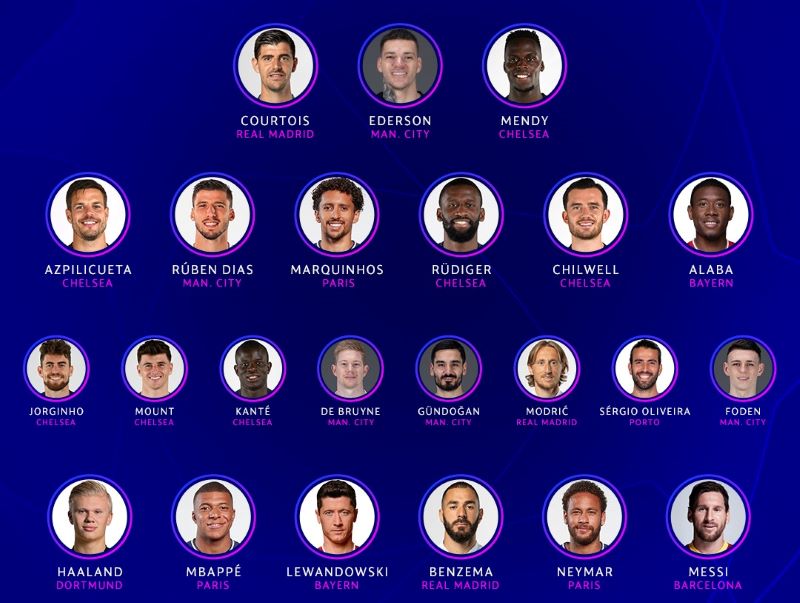 COURTOIS
REAL MADRID
EDERSON
MAN. CITY
MENDY
CHELSEA
AZPILICUETA
CHELSEA
RÚBEN DIAS
MAN. CITY
MARQUINHOS
PARIS
RÜDIGER
CHELSEA
CHILWELL
CHELSEA
ALABA
BAYERN
JORGINHO
CHELSEA
MOUNT
CHELSEA
KANTÉ
CHELSEA
DE BRUYNE
MAN. CITY
GÜNDOĞAN
MAN. CITY
MODRIĆ
REAL MADRID
SÉRGIO OLIVEIRA
PORTO
FODEN
MAN. CITY
HAALAND
DORTMUND
MBAPPÉ
PARIS
LEWANDOWSKI
BAYERN
BENZEMA
REAL MADRID
NEYMAR
PARIS
MESSI
BARCELONA